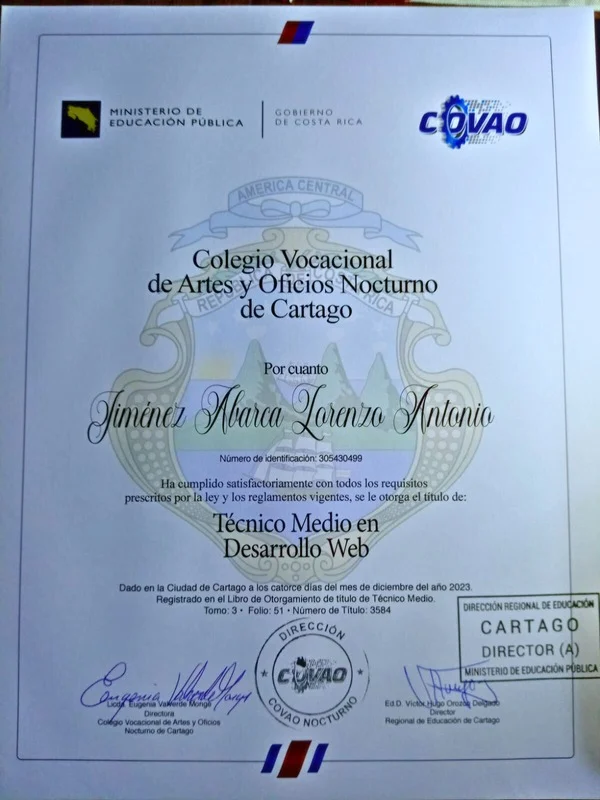 MINISTERIO DE
EDUCACIÓN PÚBLICA
GOBIERNO
DE COSTA RICA
COVAO
AMERICA CENTRAL
REPUBLICA DE COSTA RICA
Colegio Vocacional
de Artes y Oficios Nocturno
de Cartago
Por cuanto
Jiménez Abarca Lorenzo Antonio
Número de identificación: 305430499
Ha cumplido satisfactoriamente con todos los requisitos
prescritos por la ley y los reglamentos vigentes, se le otorga el título de:
Técnico Medio en
Desarrollo Web
Dado en la Ciudad de Cartago a los catorce días del mes de diciembre del año 2023.
Registrado en el Libro de Otorgamiento de título de Técnico Medio.
Tomo: 3 • Folio: 51 • Número de Título: 3584
DIRECCIÓN REGIONAL DE EDUCACIÓN
CARTAGO
DIRECTOR (A)
MINISTERIO DE EDUCACIÓN PÚBLICA
DIRECCIÓN
COVAO
COVAO NOCTURNO
Licda. Eugenia Valverde Monge
Directora
Colegio Vocacional de Artes y Oficios
Nocturno de Cartago
Ed.D. Víctor Hugo Orozco Delgado
Director
Regional de Educación de Cartago